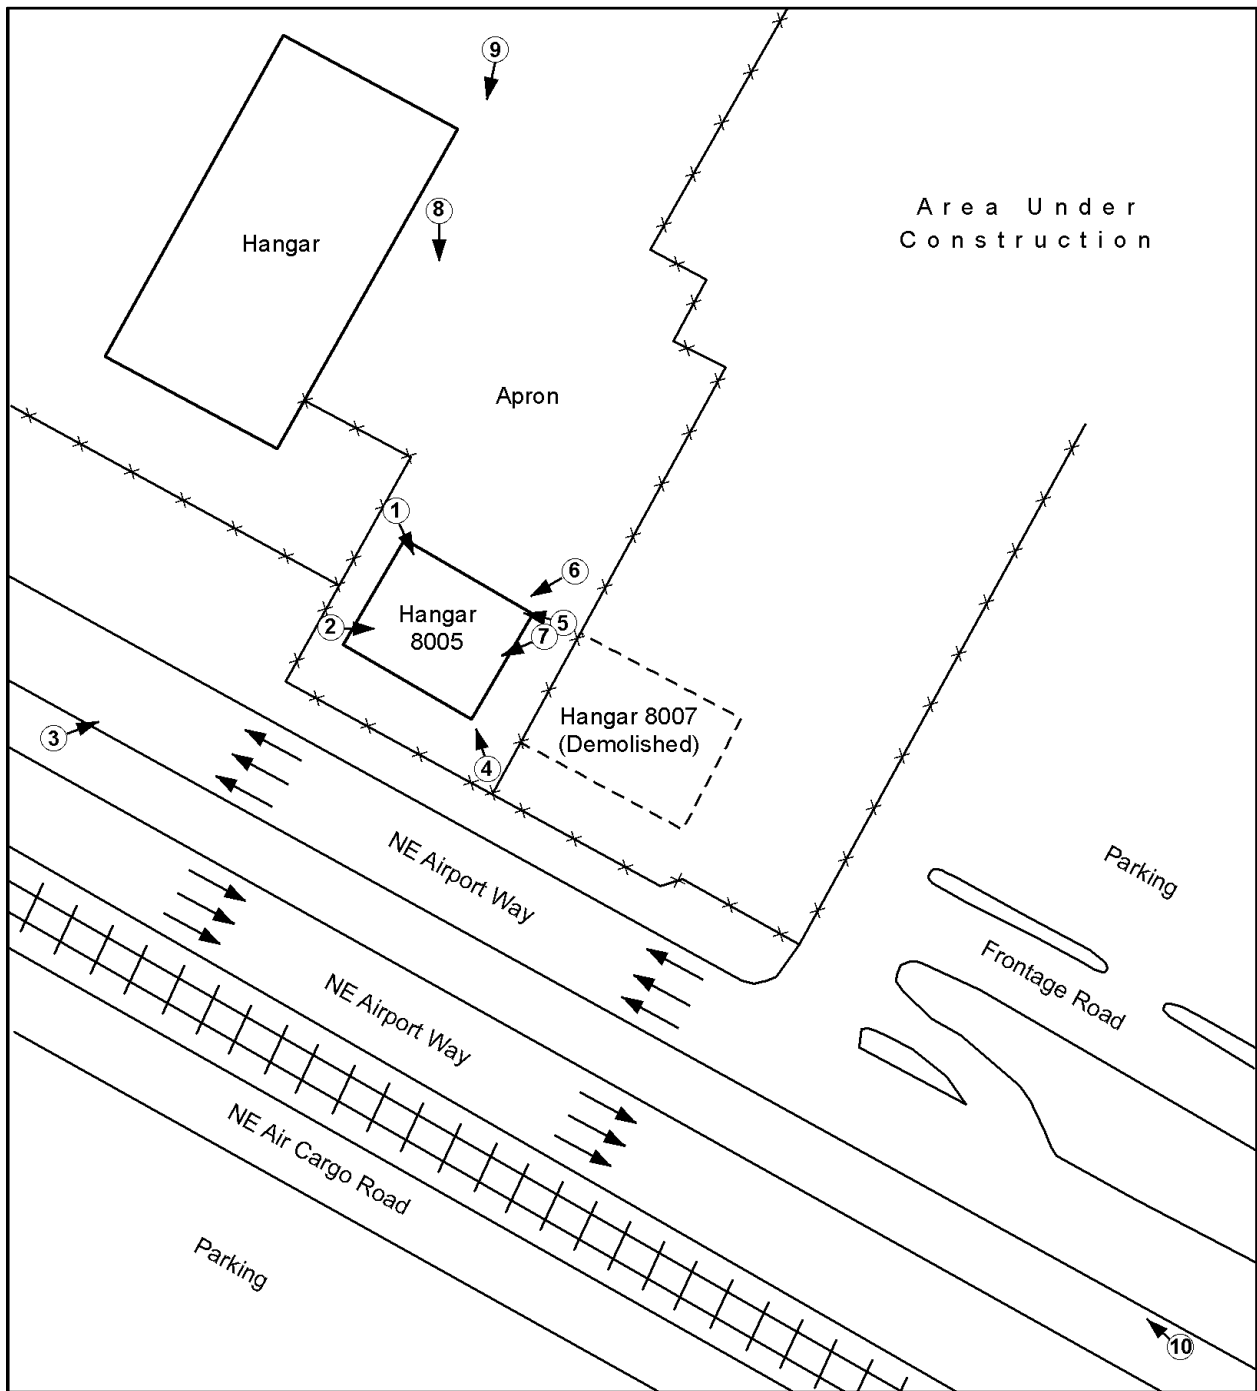 9
8
Hangar
Area Under
Construction
Apron
1
6
Hangar
8005
2
5
7
Hangar 8007
(Demolished)
3
4
NE Airport Way
Parking
Frontage Road
NE Airport Way
NE Air Cargo Road
Parking
10